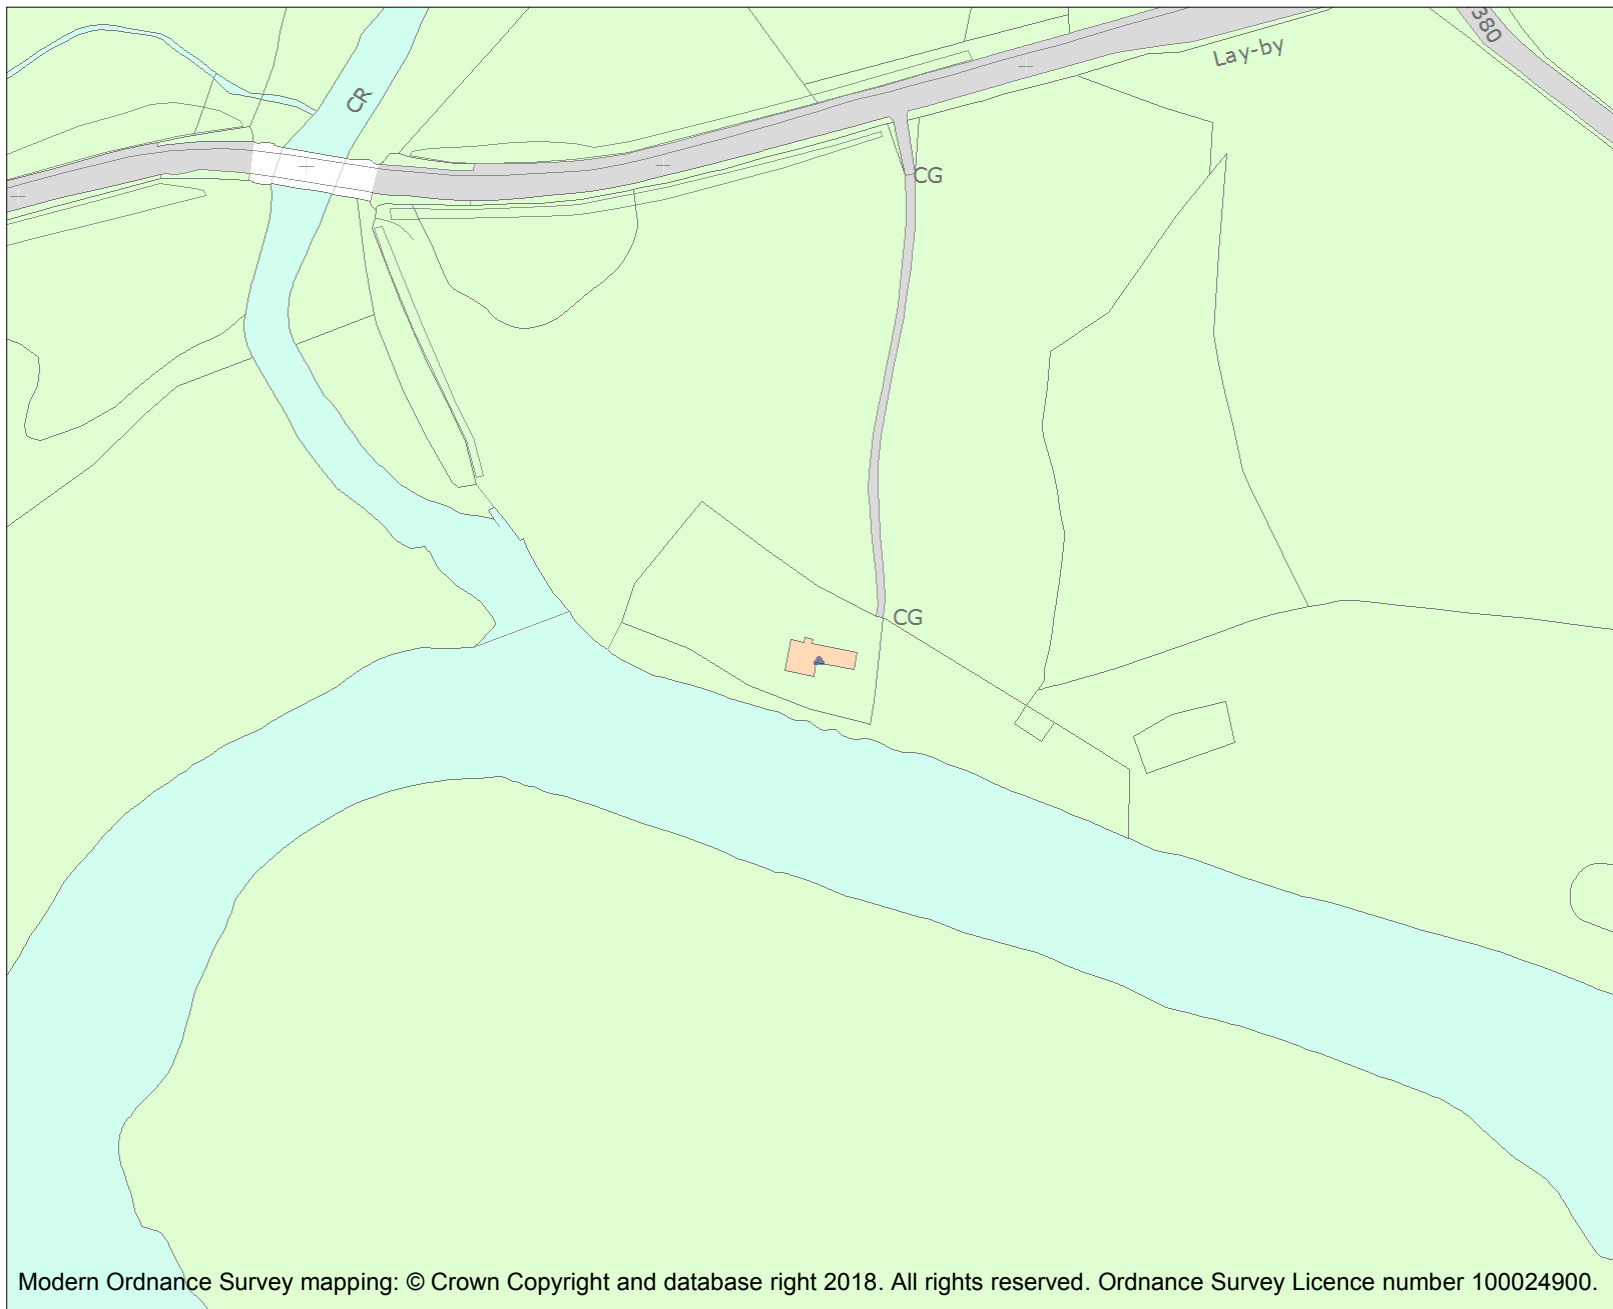 380
Lay-by
CR
CG
CG
Modern Ordnance Survey mapping: © Crown Copyright and database right 2018. All rights reserved. Ordnance Survey Licence number 100024900.